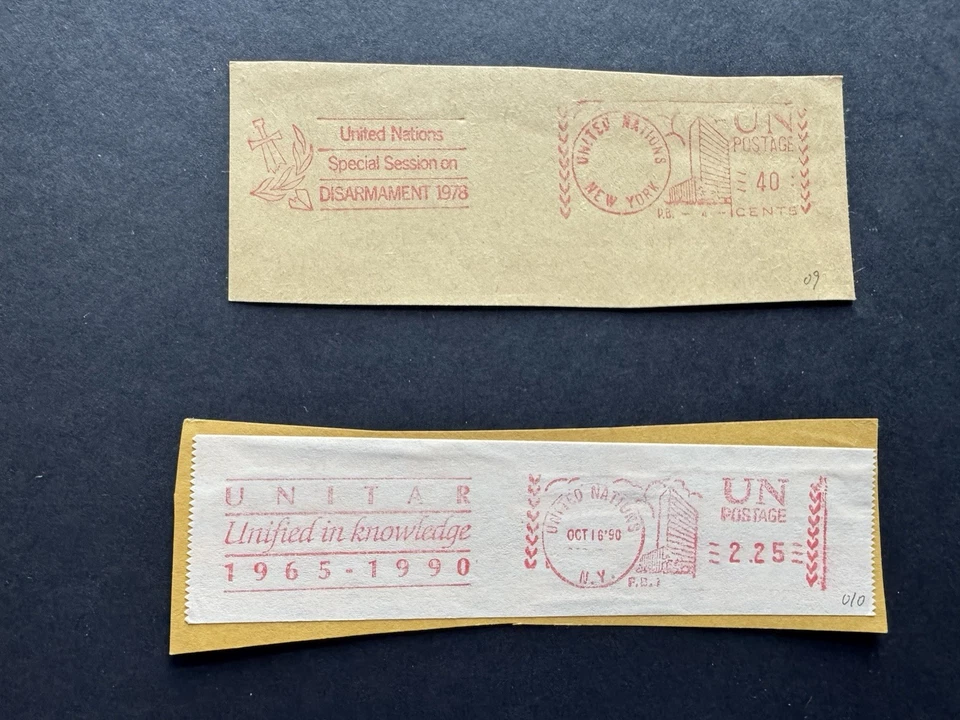 United Nations
Special Session on
DISARMAMENT 1978
UNITED NATIONS
NEW YORK
UN
POSTAGE
40
CENTS
P.B.
09
UNITAR
Unified in knowledge
1965-1990
UNITED NATIONS
OCT 16'90
N.Y.
UN
POSTAGE
2.25
P.B.
010